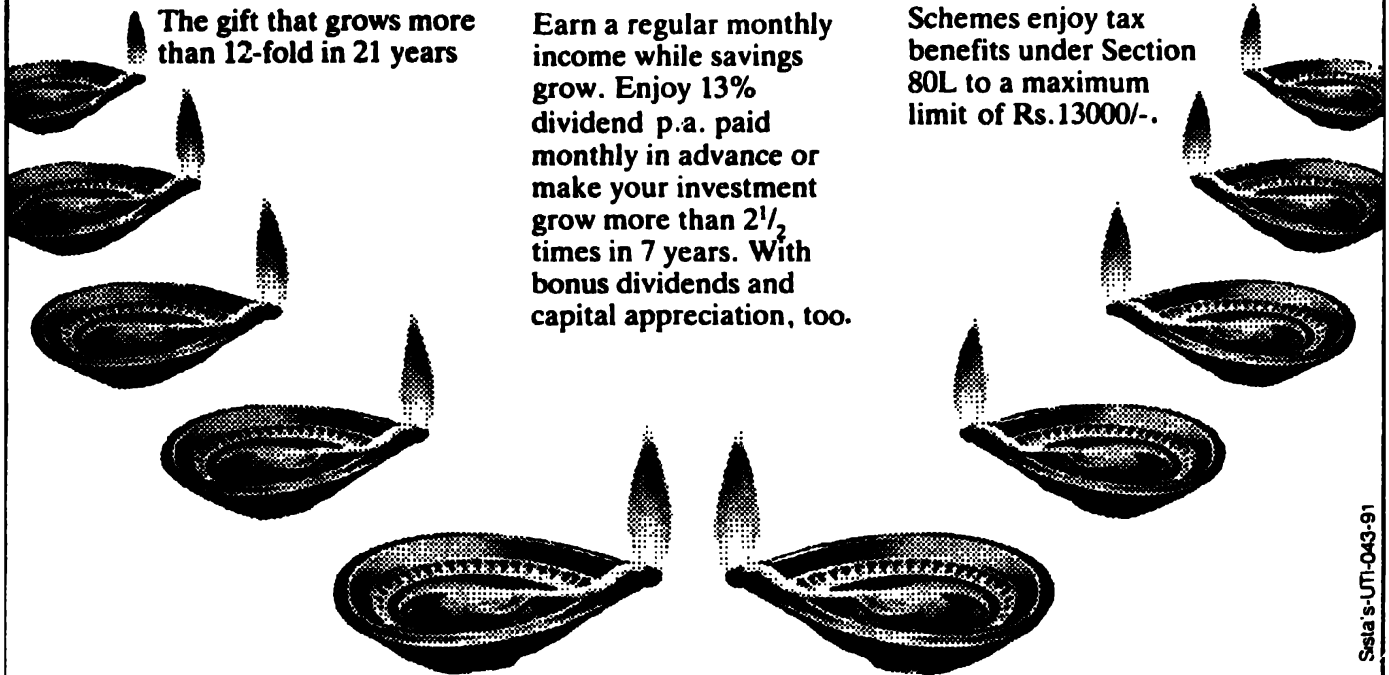 The gift that grows more
than 12-fold in 21 years
Earn a regular monthly
income while savings
grow. Enjoy 13%
dividend p.a. paid
monthly in advance or
make your investment
grow more than 2½
times in 7 years. With
bonus dividends and
capital appreciation, too.
Schemes enjoy tax
benefits under Section
80L to a maximum
limit of Rs.13000/-.
Sista's-UTI-043-91